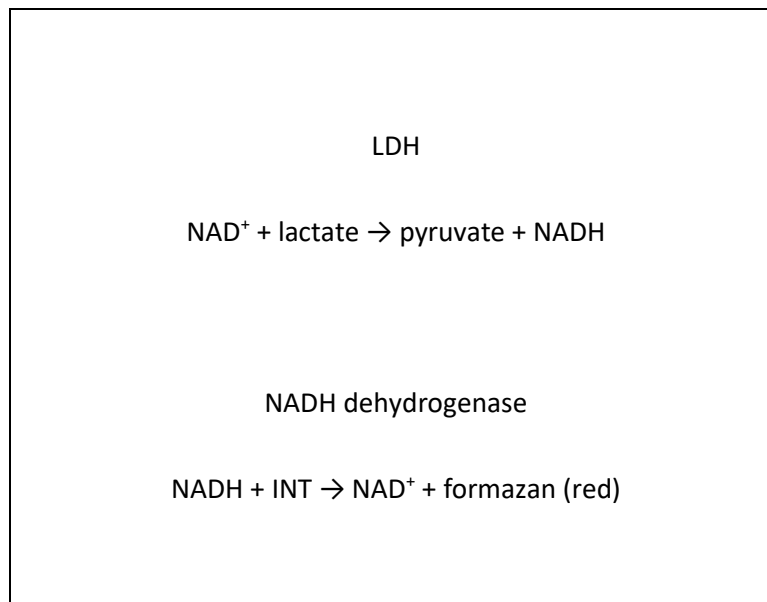 LDH
NAD⁺ + lactate → pyruvate + NADH
NADH dehydrogenase
NADH + INT → NAD⁺ + formazan (red)